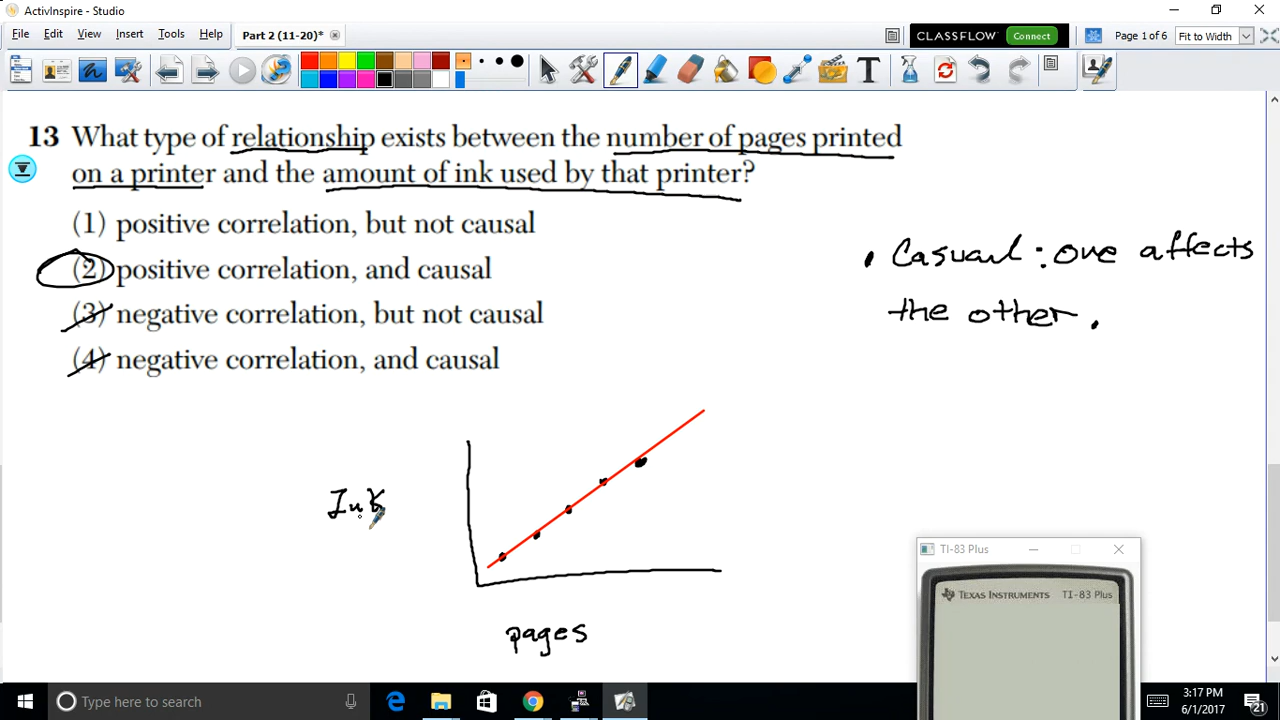 ActivInspire - Studio
File Edit View Insert Tools Help Part 2 (11-20)* CLASSFLOW Connect Page 1 of 6 Fit to Width
13 What type of relationship exists between the number of pages printed
on a printer and the amount of ink used by that printer?
(1) positive correlation, but not causal
(2) positive correlation, and causal
(3) negative correlation, but not causal
(4) negative correlation, and causal
• Casual: one affects
the other.
Ink
pages
TI-83 Plus
TEXAS INSTRUMENTS TI-83 Plus
Type here to search
3:17 PM
6/1/2017
21